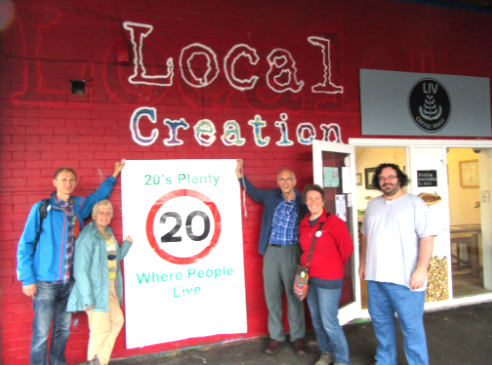 Local
Creation
LIV
20's Plenty
20
Where People
Live